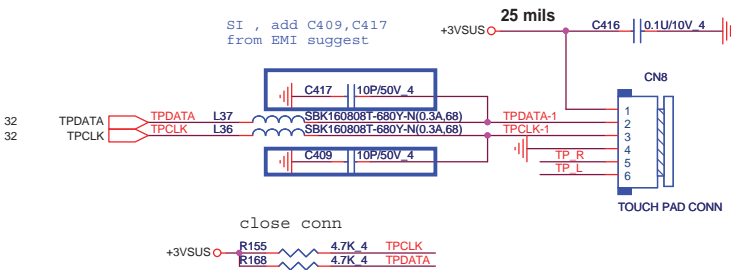 SI , add C409,C417
from EMI suggest
+3VSUS
25 mils
C416
0.1U/10V_4
CN8
C417
10P/50V_4
32
TPDATA
TPDATA
L37
SBK160808T-680Y-N(0.3A,68)
TPDATA-1
32
TPCLK
TPCLK
L36
SBK160808T-680Y-N(0.3A,68)
TPCLK-1
C409
10P/50V_4
TP_R
TP_L
1
2
3
4
5
6
TOUCH PAD CONN
close conn
+3VSUS
R155
4.7K_4
TPCLK
R168
4.7K_4
TPDATA